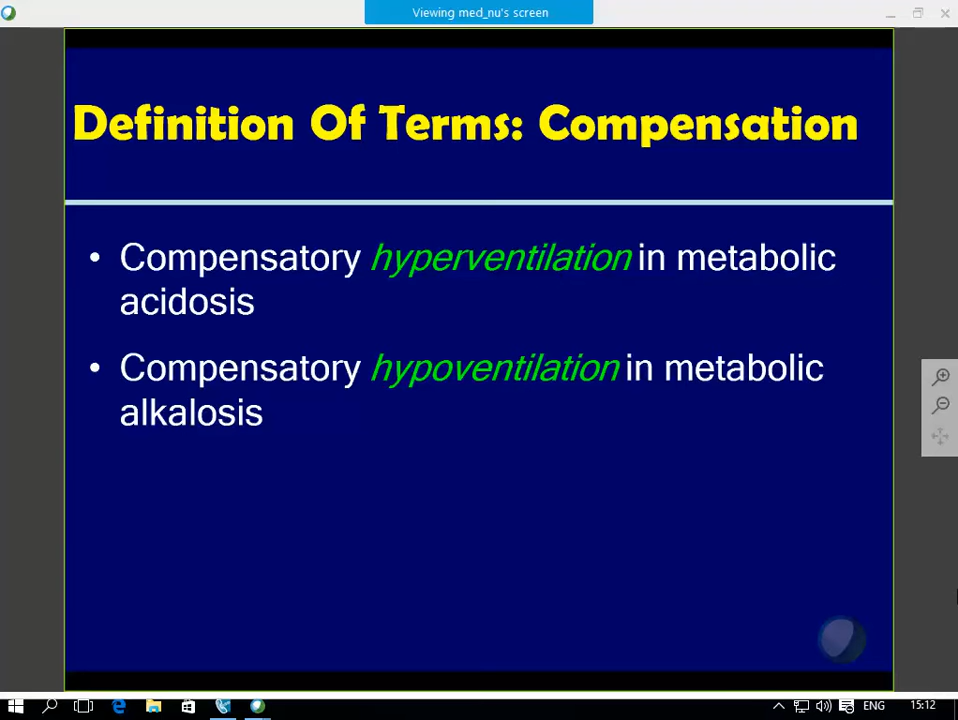 Viewing med_nu's screen
Definition Of Terms: Compensation
• Compensatory hyperventilation in metabolic
acidosis
• Compensatory hypoventilation in metabolic
alkalosis
ENG
15:12